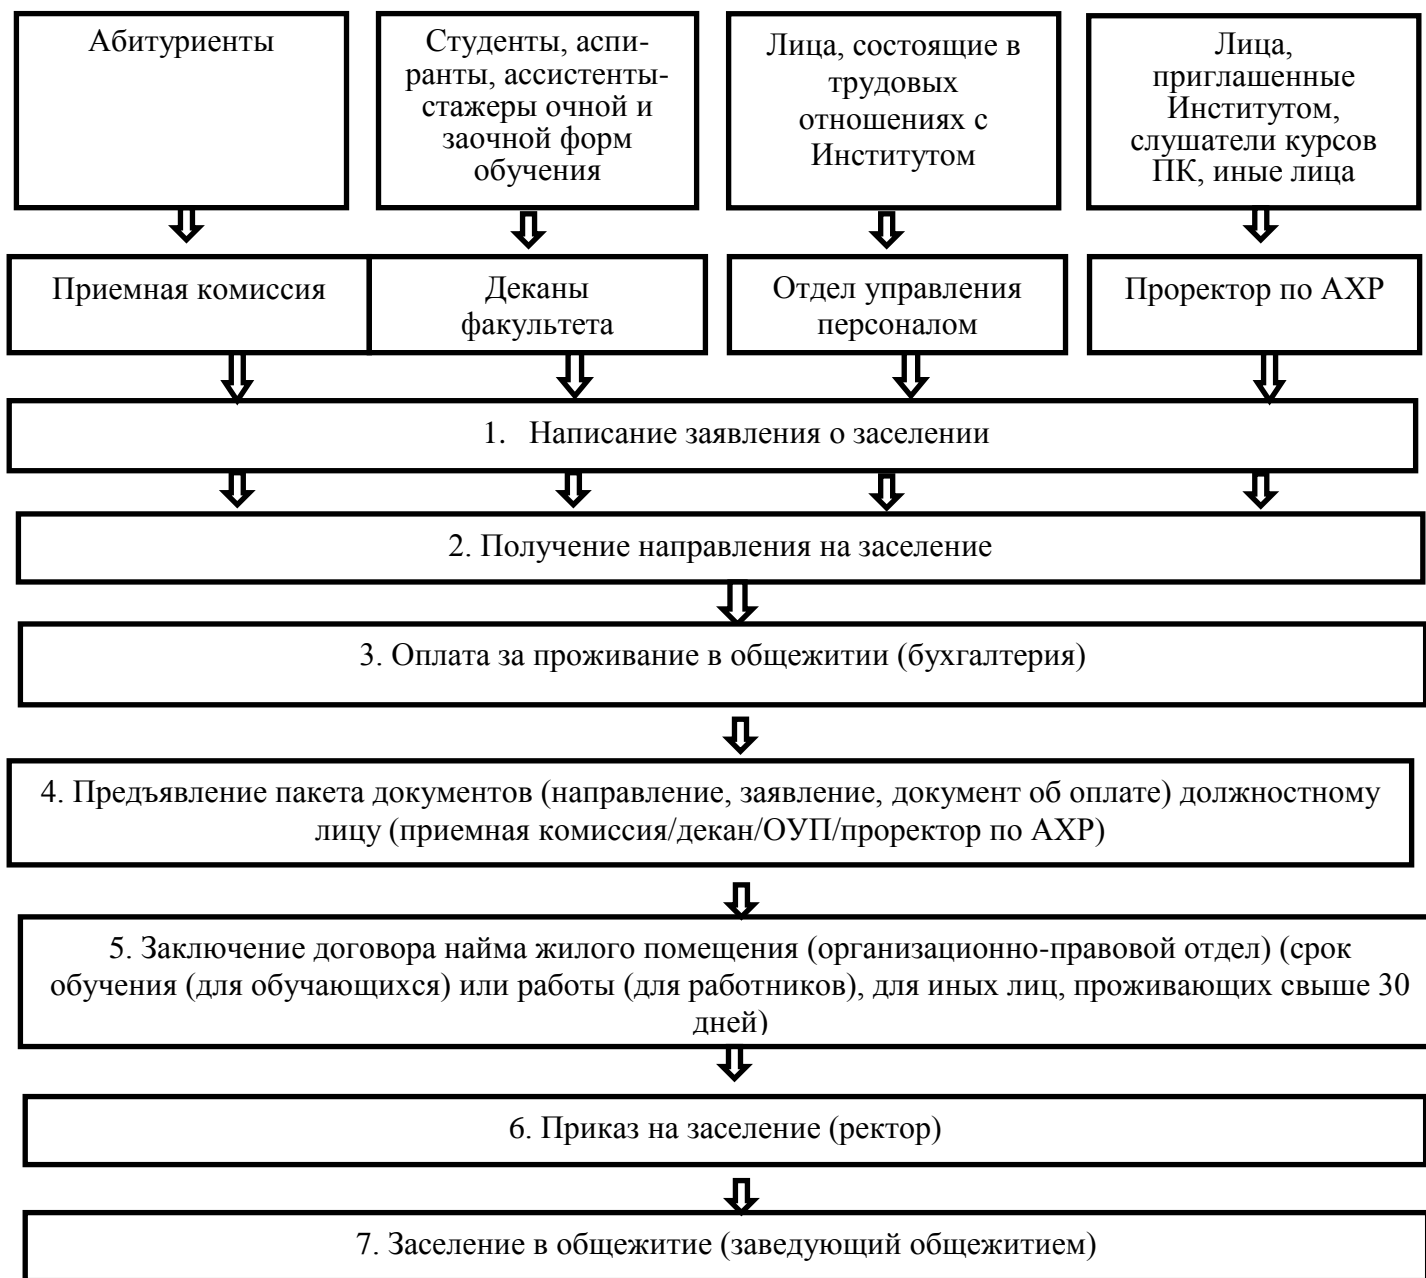 Абитуриенты
Студенты, аспи-
ранты, ассистенты-
стажеры очной и
заочной форм
обучения
Лица, состоящие в
трудовых
отношениях с
Институтом
Лица,
приглашенные
Институтом,
слушатели курсов
ПК, иные лица
Приемная комиссия
Деканы
факультета
Отдел управления
персоналом
Проректор по АХР
1. Написание заявления о заселении
2. Получение направления на заселение
3. Оплата за проживание в общежитии (бухгалтерия)
4. Предъявление пакета документов (направление, заявление, документ об оплате) должностному
лицу (приемная комиссия/декан/ОУП/проректор по АХР)
5. Заключение договора найма жилого помещения (организационно-правовой отдел) (срок
обучения (для обучающихся) или работы (для работников), для иных лиц, проживающих свыше 30
дней)
6. Приказ на заселение (ректор)
7. Заселение в общежитие (заведующий общежитием)